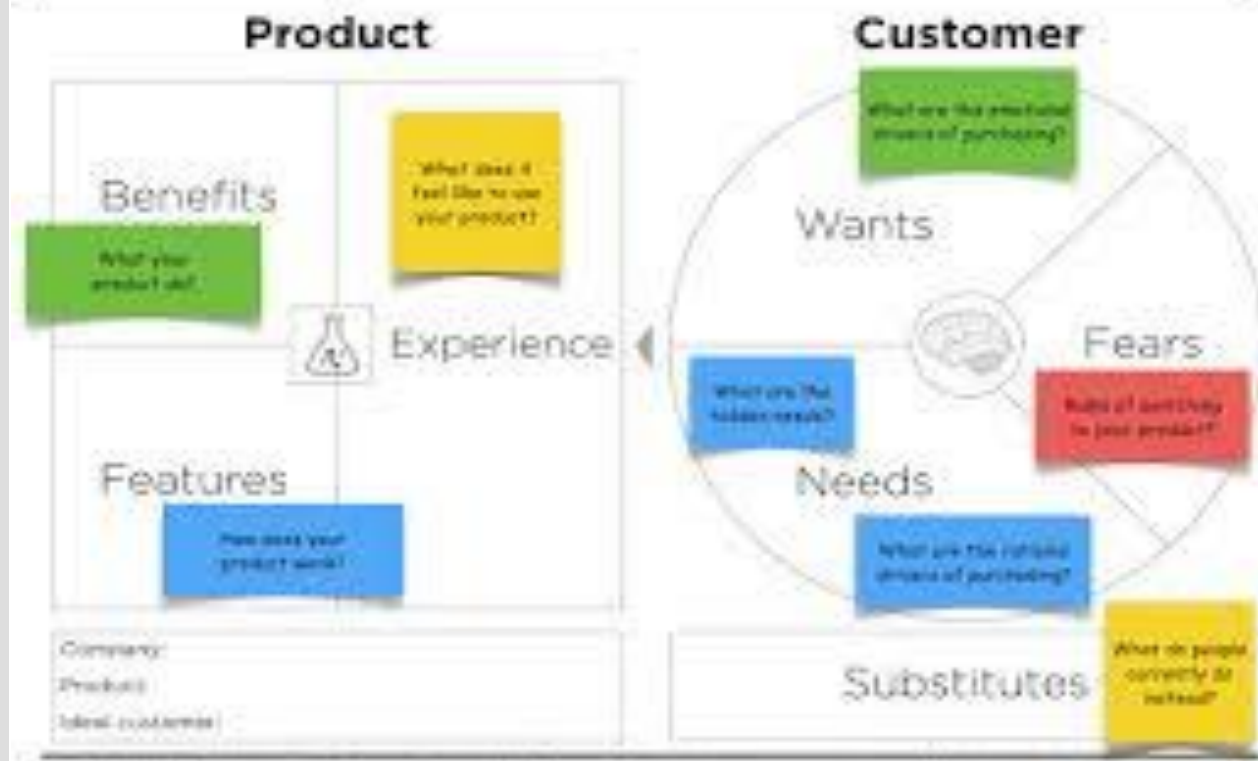 Product
Customer
Benefits
What your
product do?
What does it
feel like to use
your product?
Experience
Features
How does your
product work?
Company:
Product:
Ideal customer:
What are the emotional
drivers of purchasing?
Wants
Fears
What are the
hidden needs?
of switching
to your product?
Needs
What are the rational
drivers of purchasing?
Substitutes
What do people
currently do
instead?